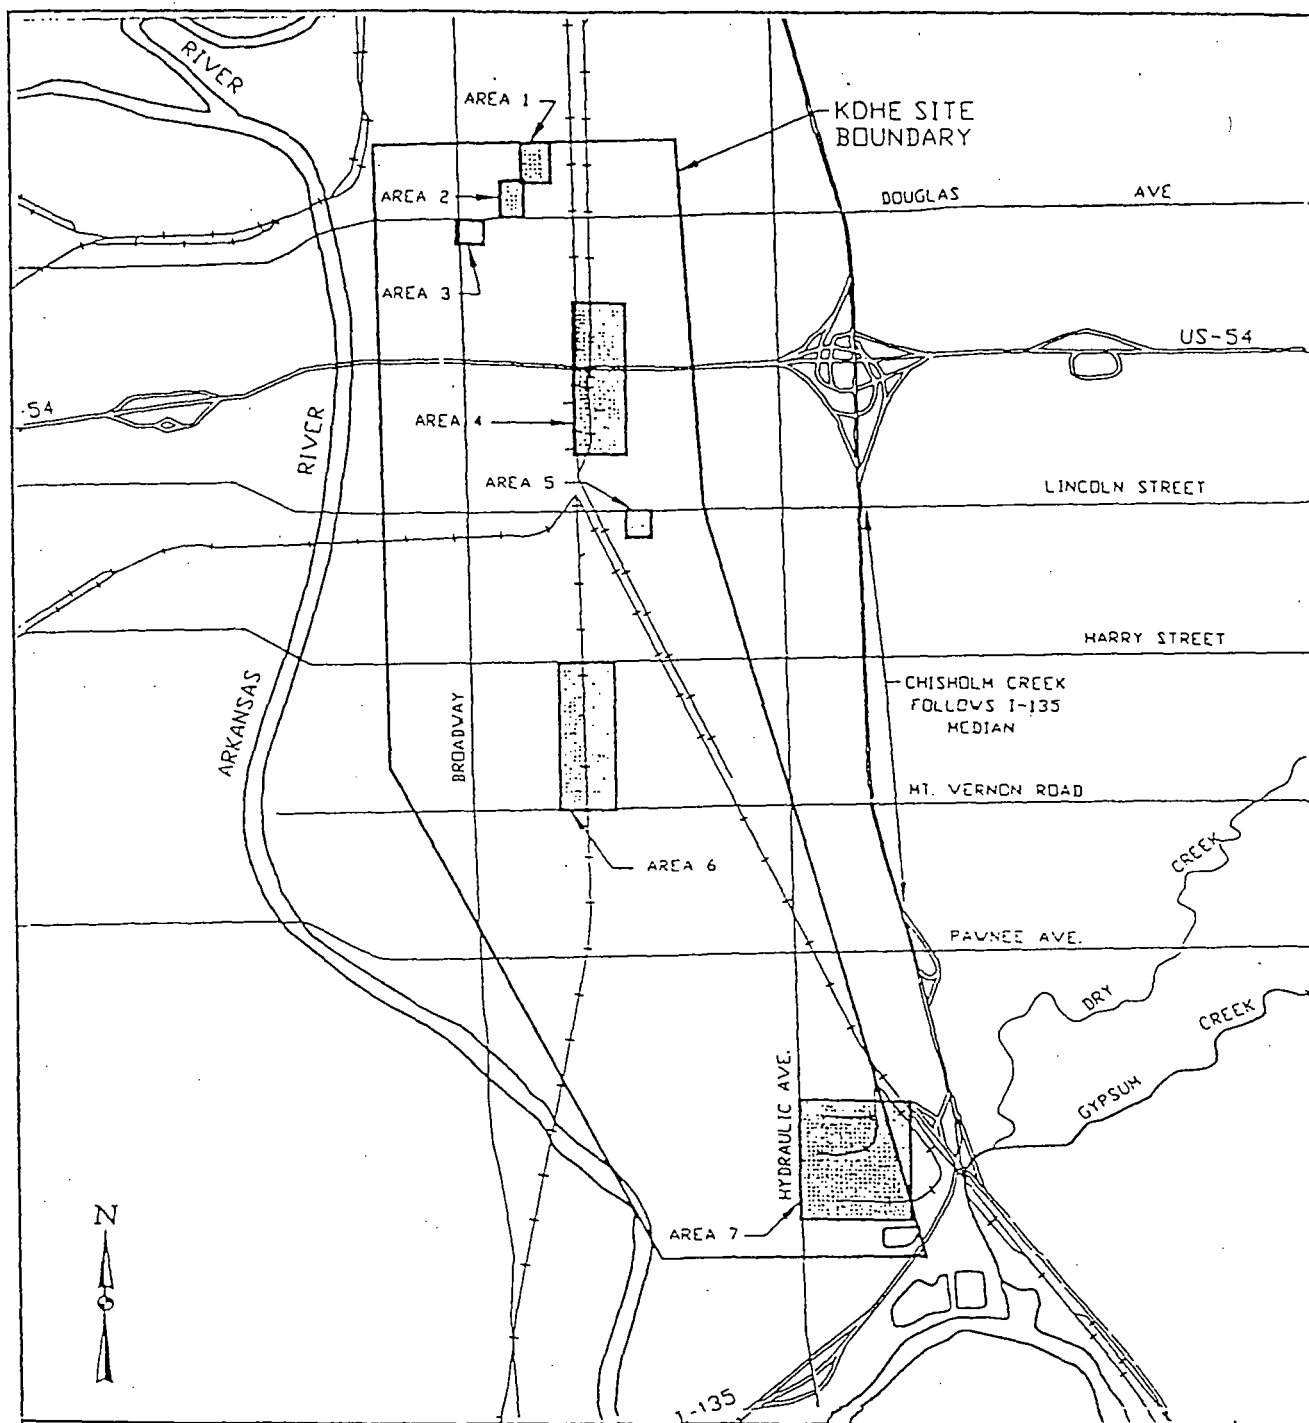 RIVER
AREA 1
KDHE SITE
BOUNDARY
AREA 2
DOUGLAS AVE
AREA 3
US-54
-54
AREA 4
RIVER
AREA 5
LINCOLN STREET
HARRY STREET
CHISHOLM CREEK
FOLLOWS I-135
MEDIAN
ARKANSAS
BROADWAY
MT. VERNON ROAD
CREEK
AREA 6
PAWNEE AVE.
DRY
CREEK
GYPSUM
HYDRAULIC AVE.
N
AREA 7
I-135